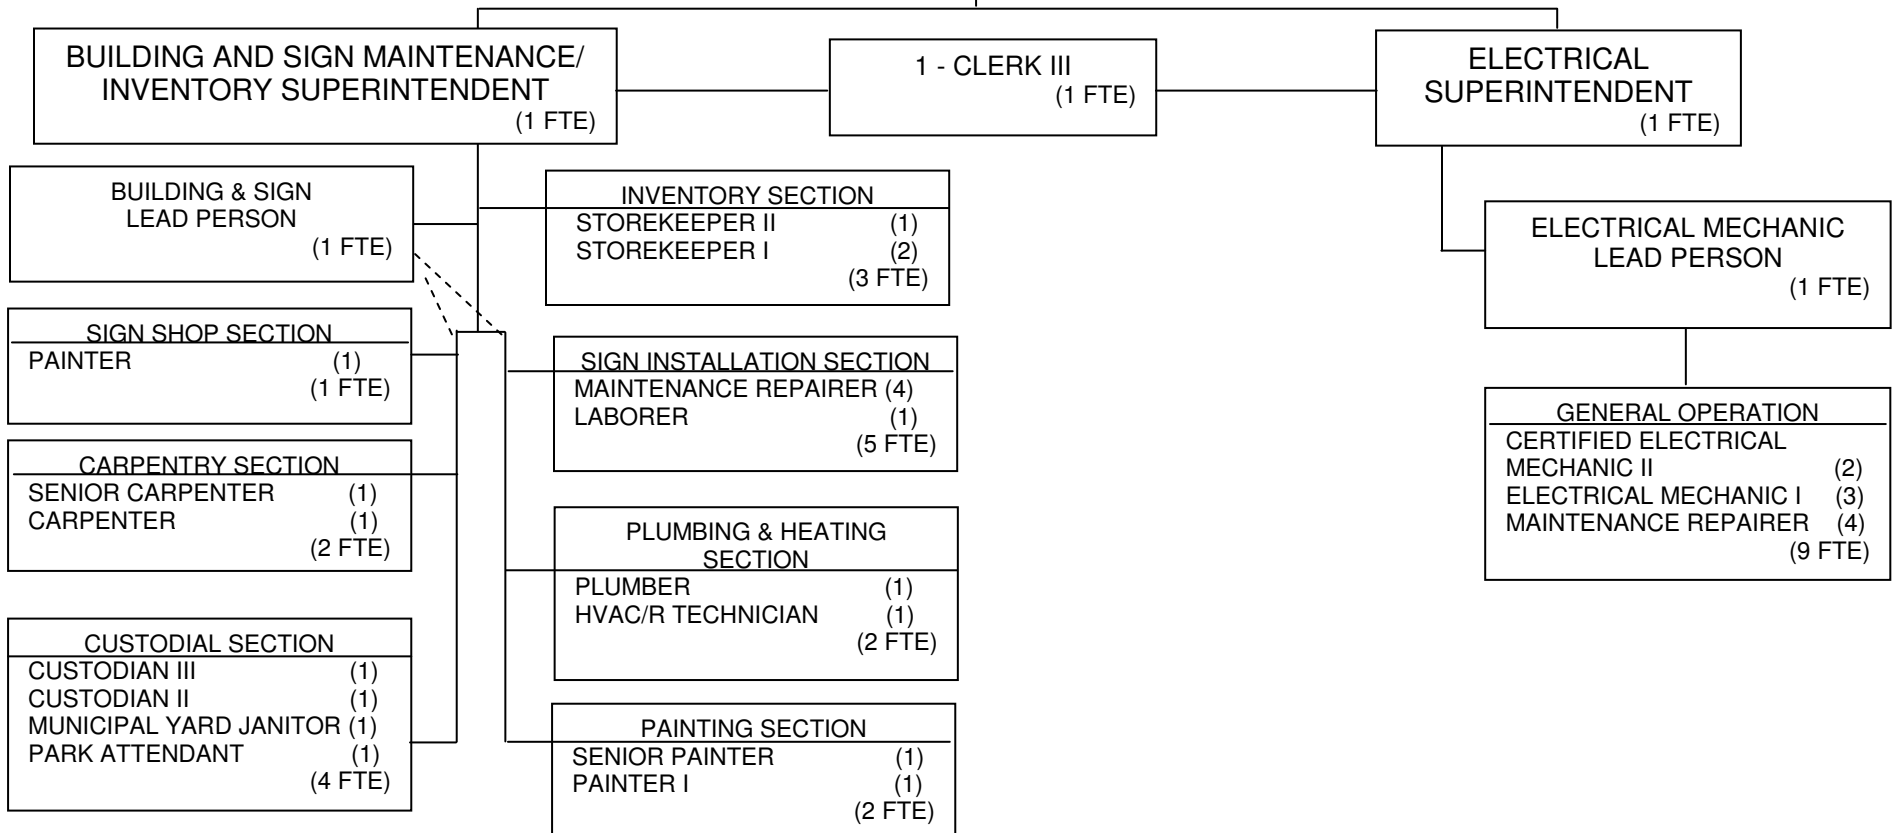 BUILDING AND SIGN MAINTENANCE/
INVENTORY SUPERINTENDENT
(1 FTE)
1 - CLERK III
(1 FTE)
ELECTRICAL
SUPERINTENDENT
(1 FTE)
BUILDING & SIGN
LEAD PERSON
(1 FTE)
INVENTORY SECTION
STOREKEEPER II (1)
STOREKEEPER I (2)
(3 FTE)
ELECTRICAL MECHANIC
LEAD PERSON
(1 FTE)
SIGN SHOP SECTION
PAINTER (1)
(1 FTE)
SIGN INSTALLATION SECTION
MAINTENANCE REPAIRER (4)
LABORER (1)
(5 FTE)
GENERAL OPERATION
CERTIFIED ELECTRICAL
MECHANIC II (2)
ELECTRICAL MECHANIC I (3)
MAINTENANCE REPAIRER (4)
(9 FTE)
CARPENTRY SECTION
SENIOR CARPENTER (1)
CARPENTER (1)
(2 FTE)
PLUMBING & HEATING
SECTION
PLUMBER (1)
HVAC/R TECHNICIAN (1)
(2 FTE)
CUSTODIAL SECTION
CUSTODIAN III (1)
CUSTODIAN II (1)
MUNICIPAL YARD JANITOR (1)
PARK ATTENDANT (1)
(4 FTE)
PAINTING SECTION
SENIOR PAINTER (1)
PAINTER I (1)
(2 FTE)